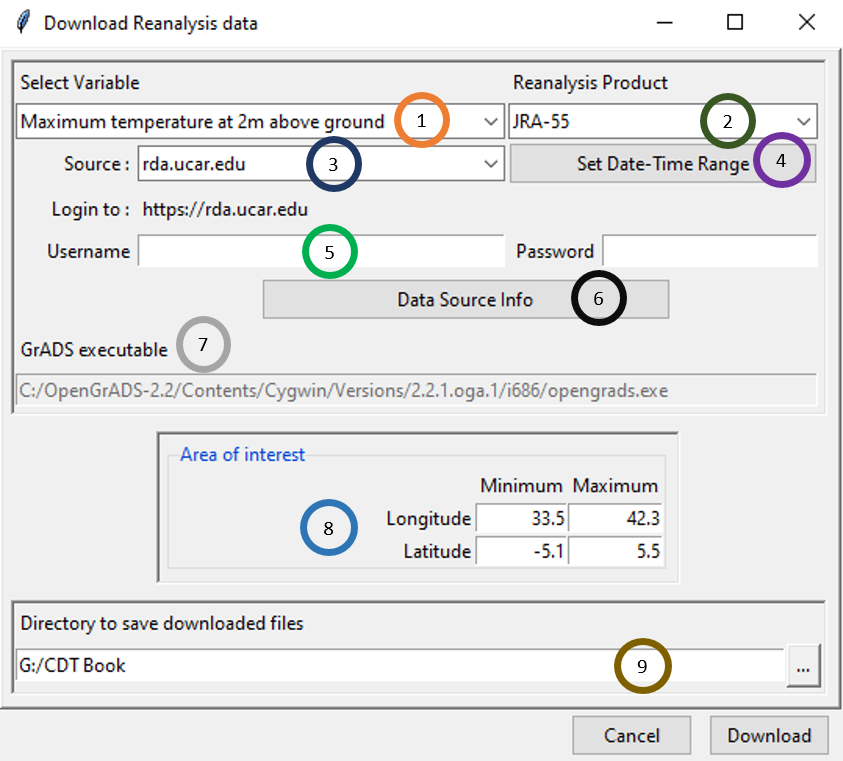 Download Reanalysis data
Select Variable Reanalysis Product
Maximum temperature at 2m above ground 1 JRA-55 2
Source : rda.ucar.edu 3 Set Date-Time Range 4
Login to : https://rda.ucar.edu
Username 5 Password
Data Source Info 6
GrADS executable 7
C:/OpenGrADS-2.2/Contents/Cygwin/Versions/2.2.1.oga.1/i686/opengrads.exe
Area of interest
Minimum Maximum
8 Longitude 33.5 42.3
Latitude -5.1 5.5
Directory to save downloaded files
G:/CDT Book 9 ...
Cancel Download